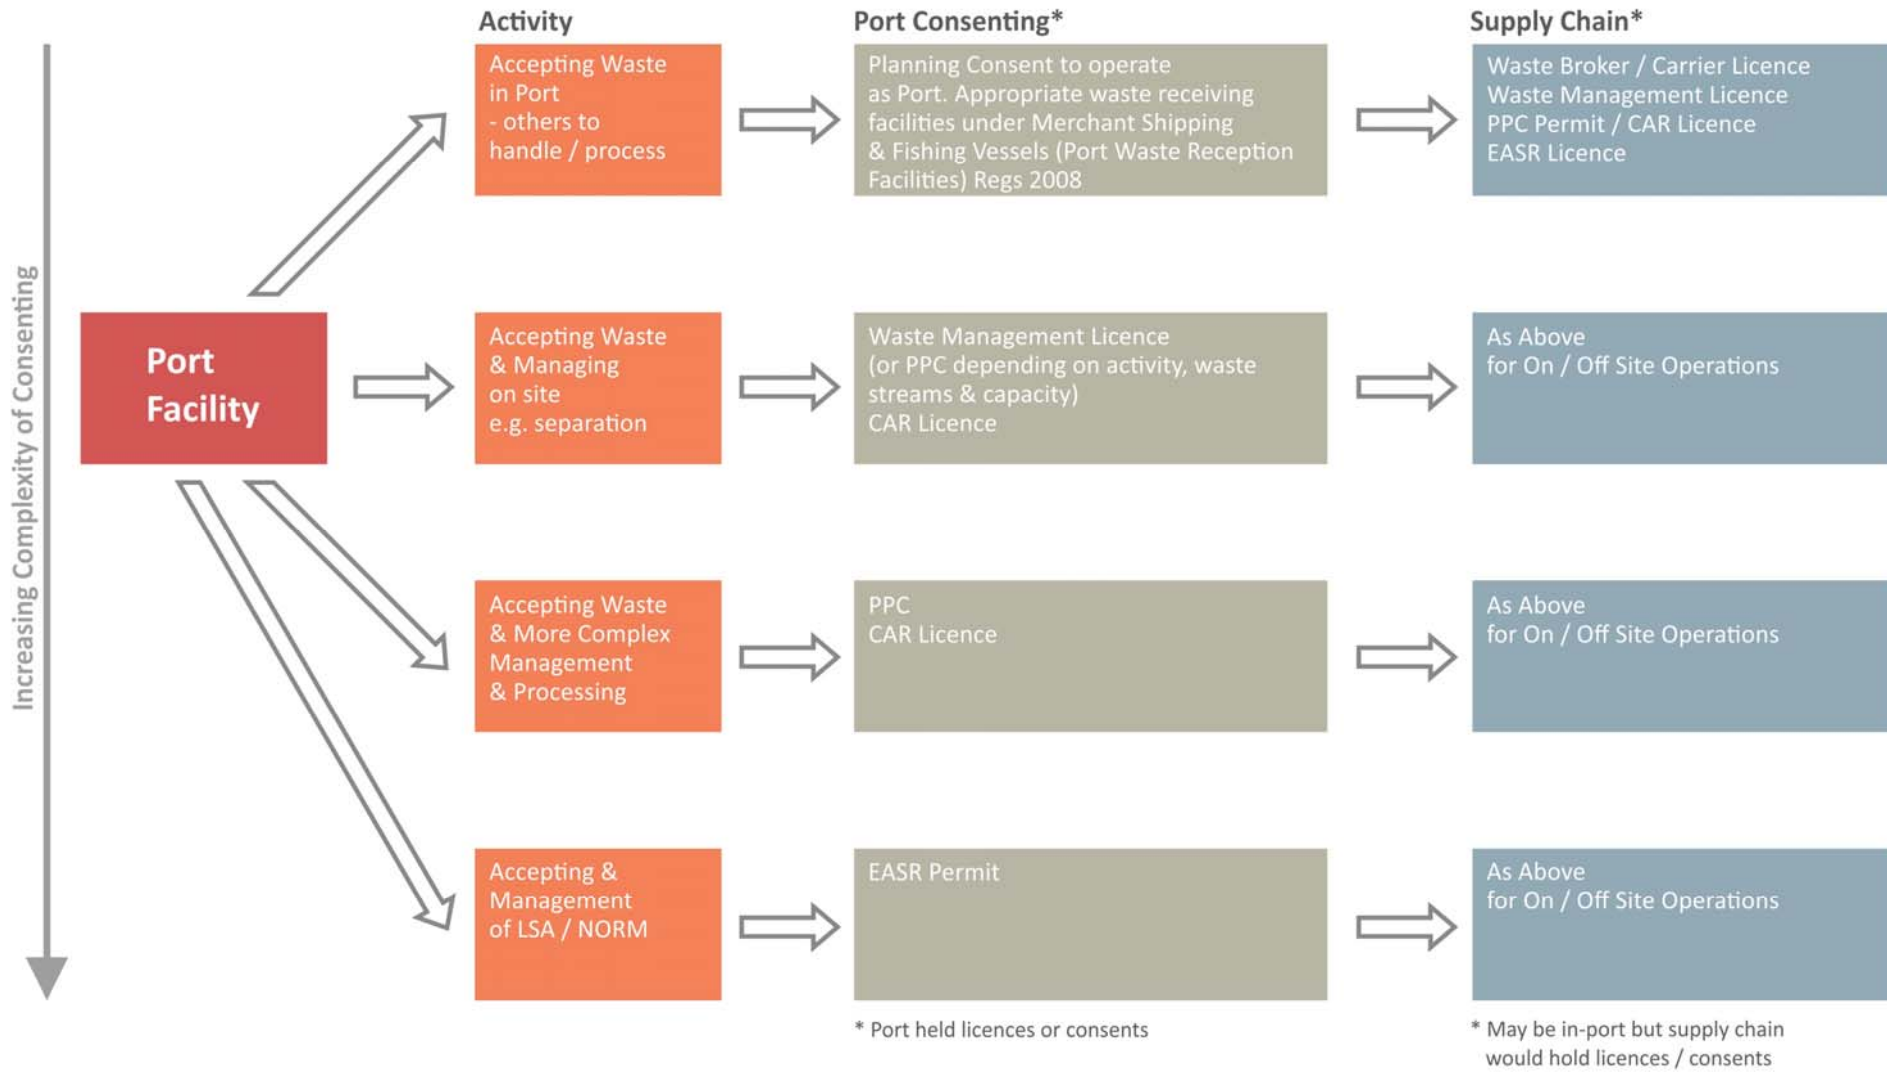 Activity
Port Consenting*
Supply Chain*
Increasing Complexity of Consenting
Port
Facility
Accepting Waste
in Port
- others to
handle / process
Planning Consent to operate
as Port. Appropriate waste receiving
facilities under Merchant Shipping
& Fishing Vessels (Port Waste Reception
Facilities) Regs 2008
Waste Broker / Carrier Licence
Waste Management Licence
PPC Permit / CAR Licence
EASR Licence
Accepting Waste
& Managing
on site
e.g. separation
Waste Management Licence
(or PPC depending on activity, waste
streams & capacity)
CAR Licence
As Above
for On / Off Site Operations
Accepting Waste
& More Complex
Management
& Processing
PPC
CAR Licence
As Above
for On / Off Site Operations
Accepting &
Management
of LSA / NORM
EASR Permit
As Above
for On / Off Site Operations
* Port held licences or consents
* May be in-port but supply chain
would hold licences / consents